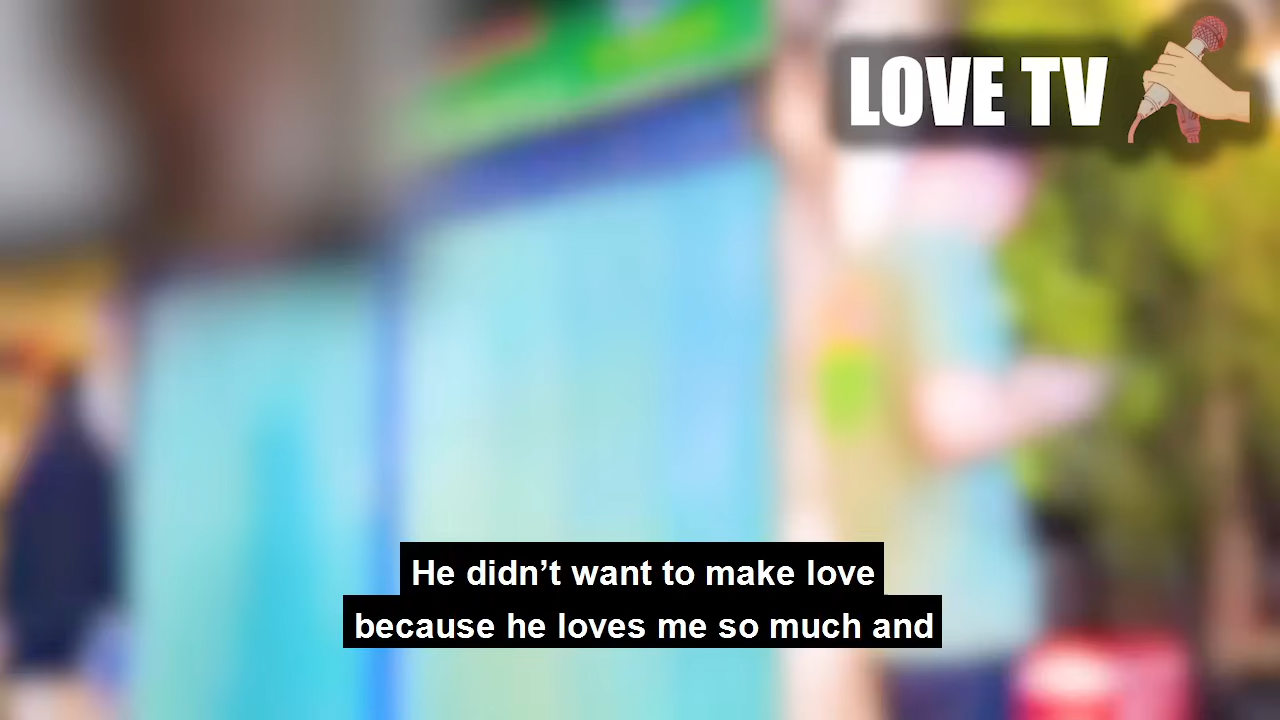 LOVE TV
He didn’t want to make love
because he loves me so much and